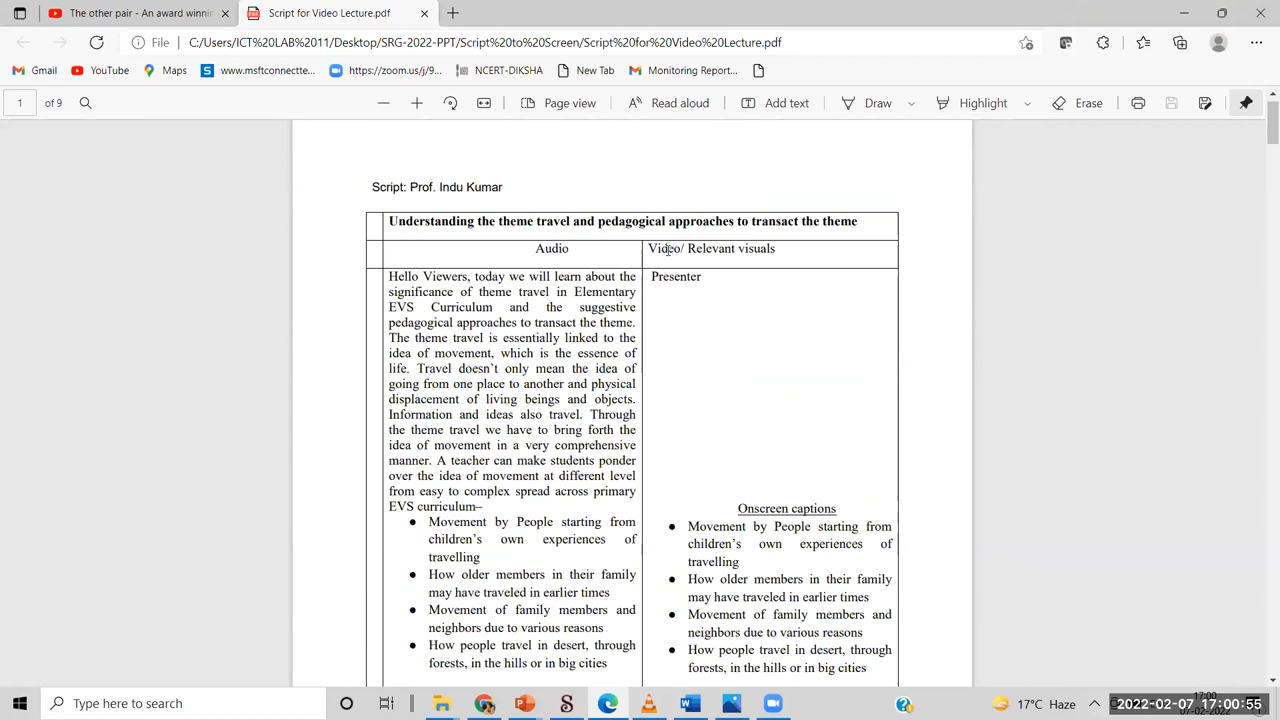 The other pair - An award winni
Script for Video Lecture.pdf
File
C:/Users/ICT%20LAB%2011/Desktop/SRG-2022-PPT/Script%20to%20Screen/Script%20for%20Video%20Lecture.pdf
Gmail
YouTube
Maps
www.msftconnectte...
https://zoom.us/j/9...
NCERT-DIKSHA
New Tab
Monitoring Report...
1 of 9
Page view
Read aloud
Add text
Draw
Highlight
Erase
Script: Prof. Indu Kumar
Understanding the theme travel and pedagogical approaches to transact the theme
Audio
Video/ Relevant visuals
Hello Viewers, today we will learn about the
significance of theme travel in Elementary
EVS Curriculum and the suggestive
pedagogical approaches to transact the theme.
The theme travel is essentially linked to the
idea of movement, which is the essence of
life. Travel doesn't only mean the idea of
going from one place to another and physical
displacement of living beings and objects.
Information and ideas also travel. Through
the theme travel we have to bring forth the
idea of movement in a very comprehensive
manner. A teacher can make students ponder
over the idea of movement at different level
from easy to complex spread across primary
EVS curriculum–
● Movement by People starting from
children's own experiences of
travelling
● How older members in their family
may have traveled in earlier times
● Movement of family members and
neighbors due to various reasons
● How people travel in desert, through
forests, in the hills or in big cities
Presenter
Onscreen captions
● Movement by People starting from
children's own experiences of
travelling
● How older members in their family
may have traveled in earlier times
● Movement of family members and
neighbors due to various reasons
● How people travel in desert, through
forests, in the hills or in big cities
Type here to search
17°C Haze
17:00
2022-02-07 17:00:55
07-02-2022